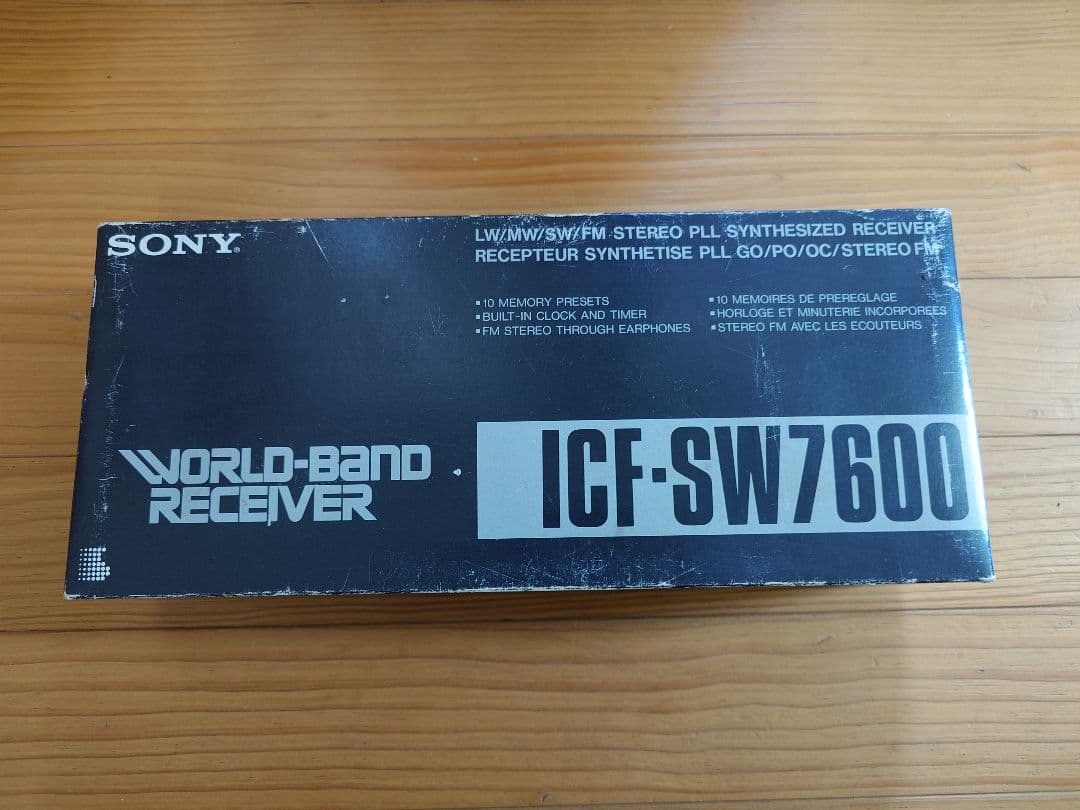 SONY®
LW/MW/SW/FM STEREO PLL SYNTHESIZED RECEIVER
RECEPTEUR SYNTHETISE PLL GO/PO/OC/STEREO FM
▪10 MEMORY PRESETS
▪BUILT-IN CLOCK AND TIMER
▪FM STEREO THROUGH EARPHONES
▪10 MEMOIRES DE PREREGLAGE
▪HORLOGE ET MINUTERIE INCORPOREES
▪STEREO FM AVEC LES ECOUTEURS
WORLD-BAND
RECEIVER
ICF-SW7600